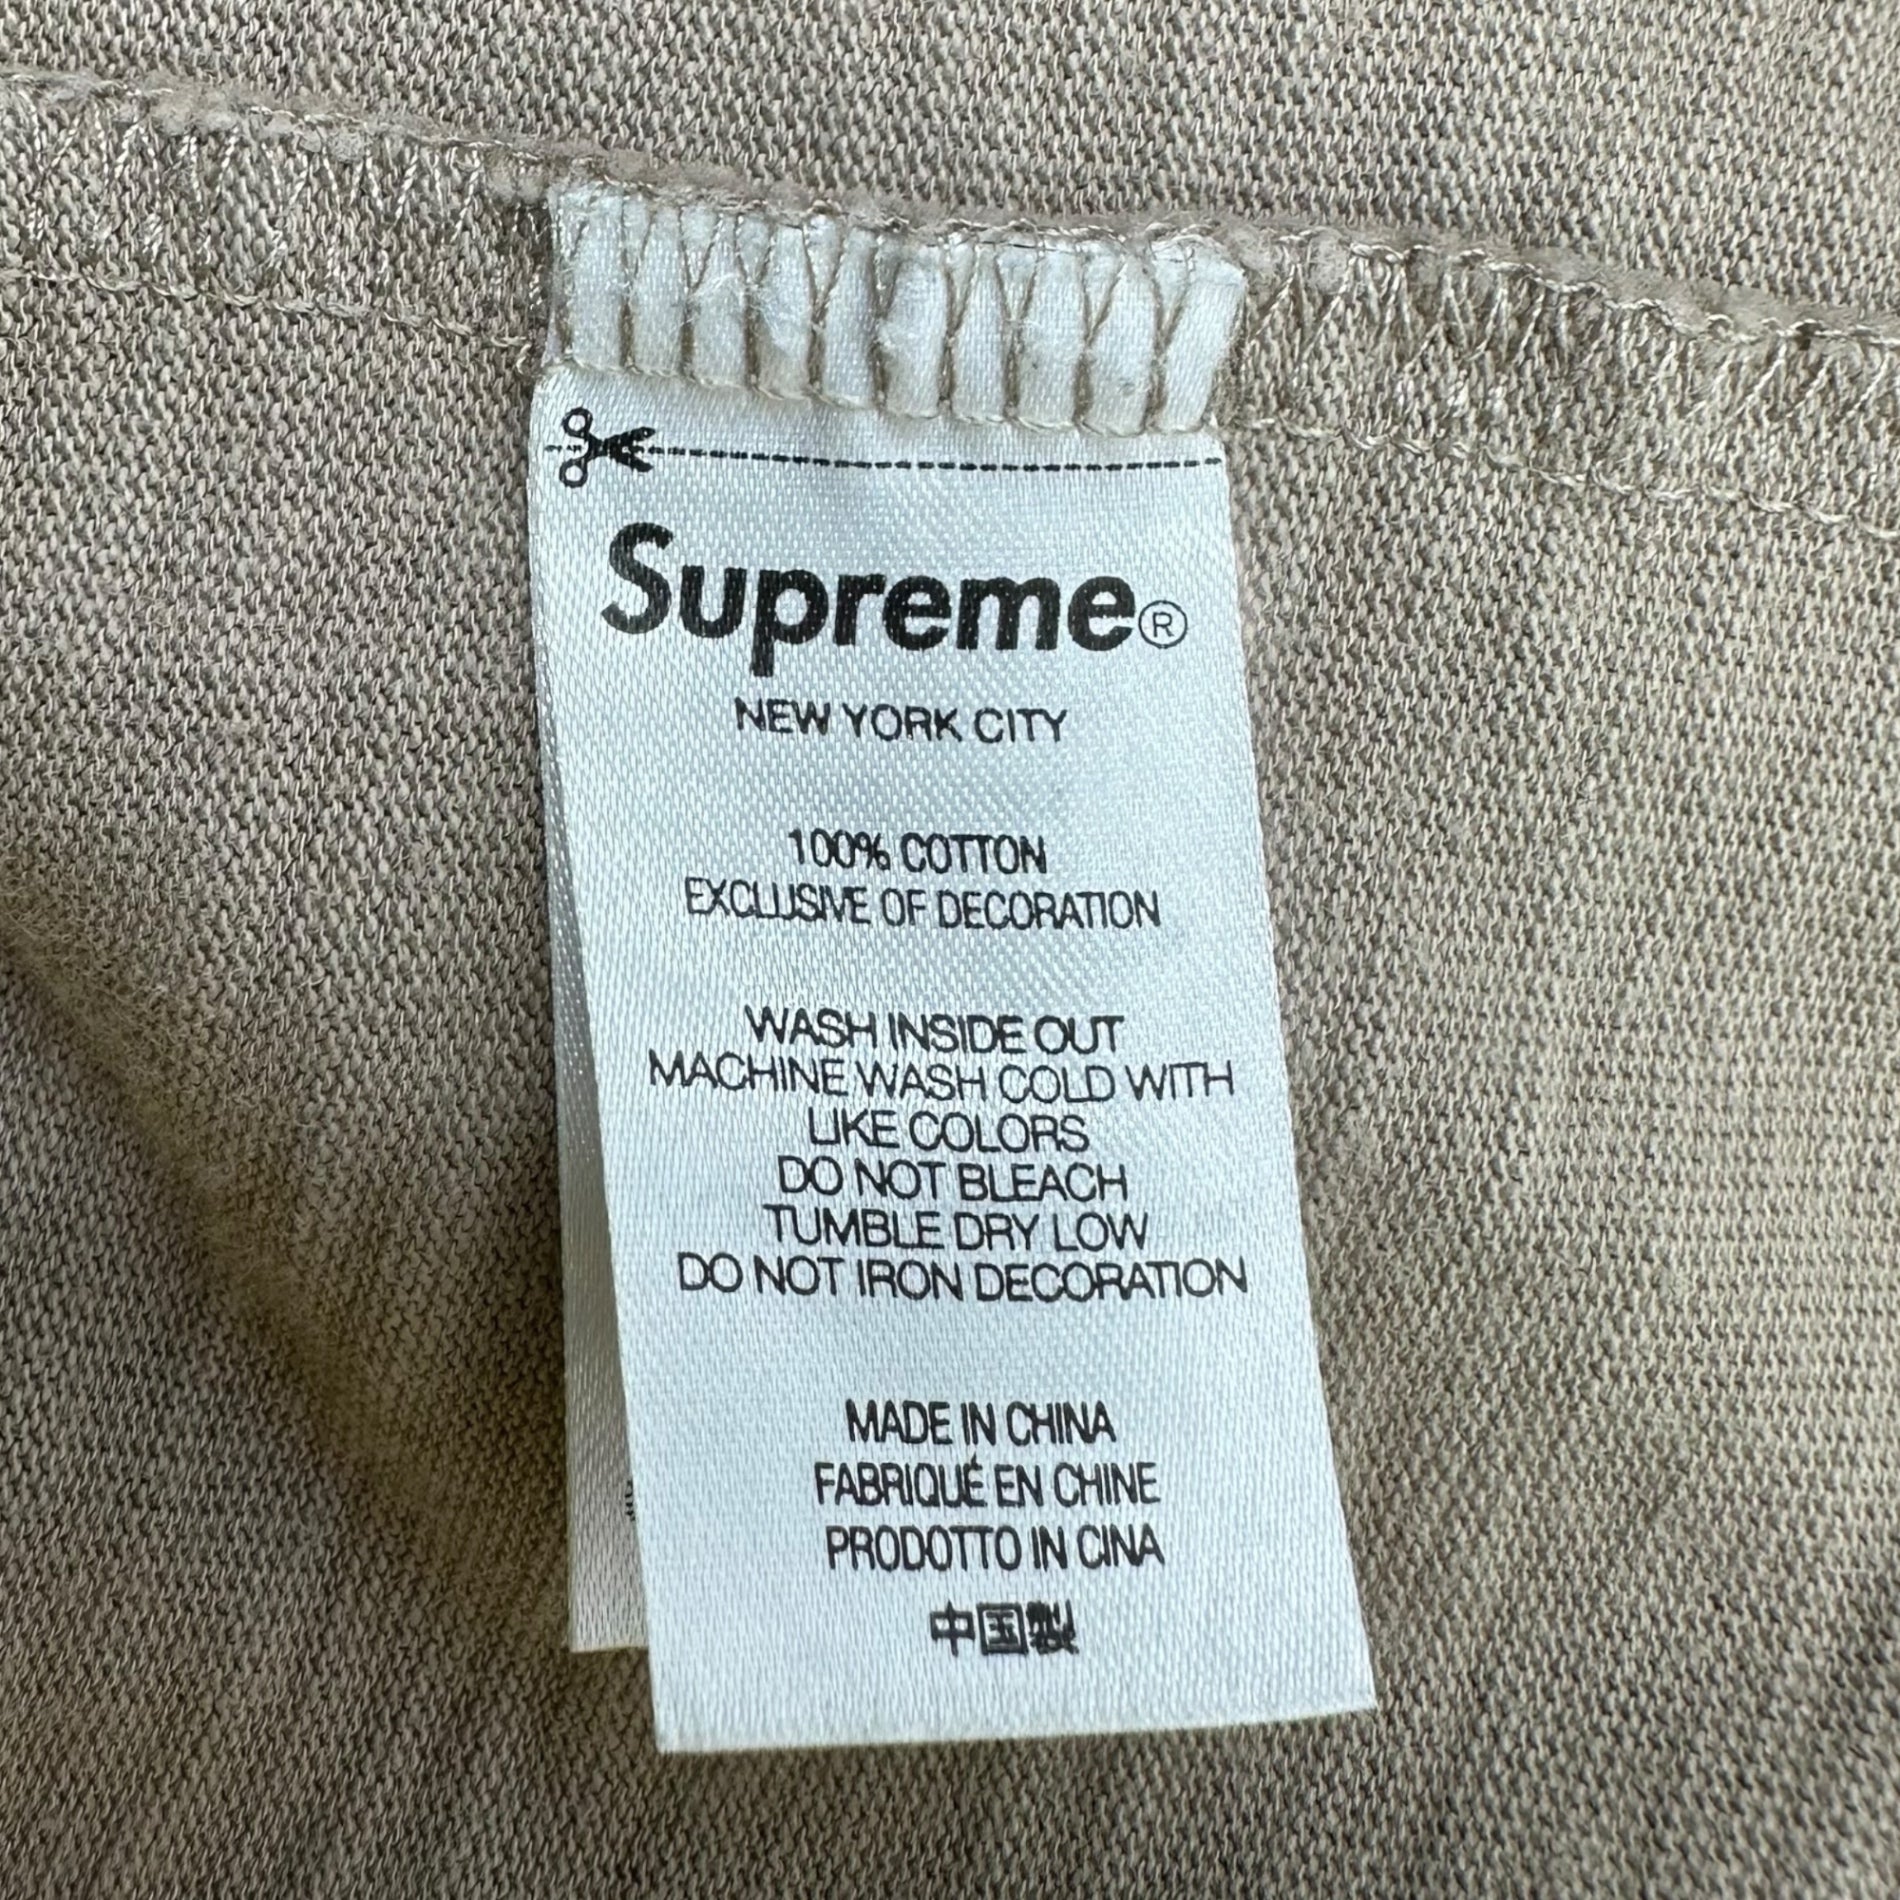 Supreme®
NEW YORK CITY
100% COTTON
EXCLUSIVE OF DECORATION
WASH INSIDE OUT
MACHINE WASH COLD WITH
LIKE COLORS
DO NOT BLEACH
TUMBLE DRY LOW
DO NOT IRON DECORATION
MADE IN CHINA
FABRIQUÉ EN CHINE
PRODOTTO IN CINA
中国製